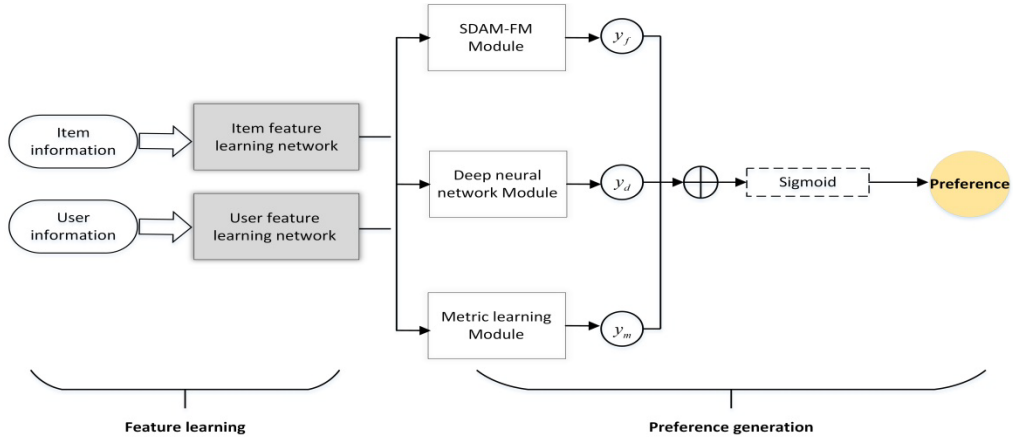 SDAM-FM
Module
y_f
Item
information
Item feature
learning network
Deep neural
network Module
y_d
Sigmoid
Preference
User
information
User feature
learning network
Metric learning
Module
y_m
Feature learning
Preference generation